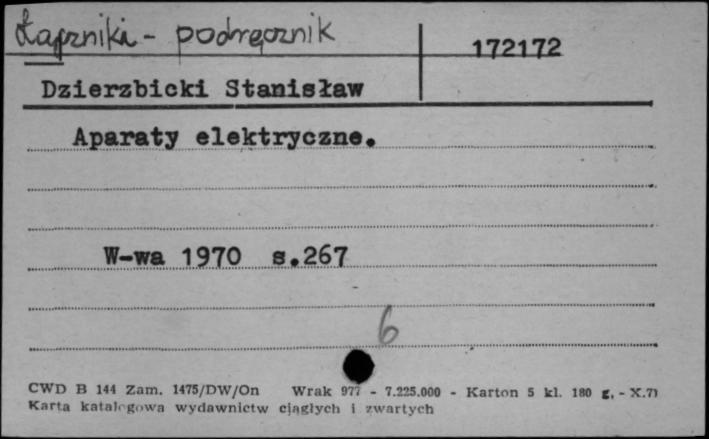 Łączniki - podręcznik
172172
Dzierzbicki Stanisław
Aparaty elektryczne.
W-wa 1970 s.267
6
CWD B 144 Zam. 1475/DW/On Wrak 977 - 7.225.000 - Karton 5 kl. 180 g, - X.71
Karta katalogowa wydawnictw ciągłych i zwartych